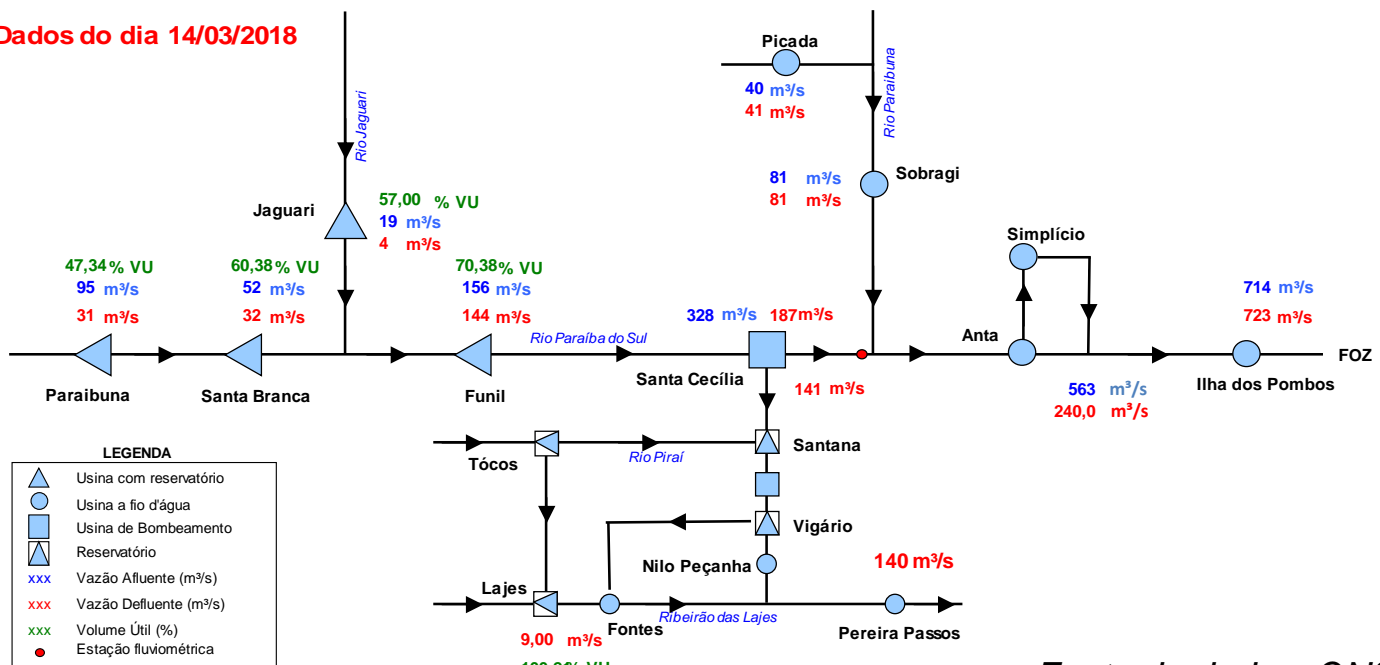 Dados do dia 14/03/2018
Picada
40 m³/s
41 m³/s
Rio Jaguari
Rio Paraibuna
Jaguari
57,00 % VU
19 m³/s
4 m³/s
81 m³/s
81 m³/s
Sobragi
47,34 % VU
95 m³/s
31 m³/s
60,38 % VU
52 m³/s
32 m³/s
70,38 % VU
156 m³/s
144 m³/s
Rio Paraíba do Sul
328 m³/s 187 m³/s
Simplício
714 m³/s
723 m³/s
Anta
FOZ
Paraibuna
Santa Branca
Funil
Santa Cecília
141 m³/s
563 m³/s
240,0 m³/s
Ilha dos Pombos
Tócos
Rio Piraí
Santana
Vigário
Nilo Peçanha
140 m³/s
Lajes
Fontes
Ribeirão das Lajes
Pereira Passos
9,00 m³/s
LEGENDA
Usina com reservatório
Usina a fio d'água
Usina de Bombeamento
Reservatório
xxx Vazão Afluente (m³/s)
xxx Vazão Defluente (m³/s)
xxx Volume Útil (%)
Estação fluviométrica